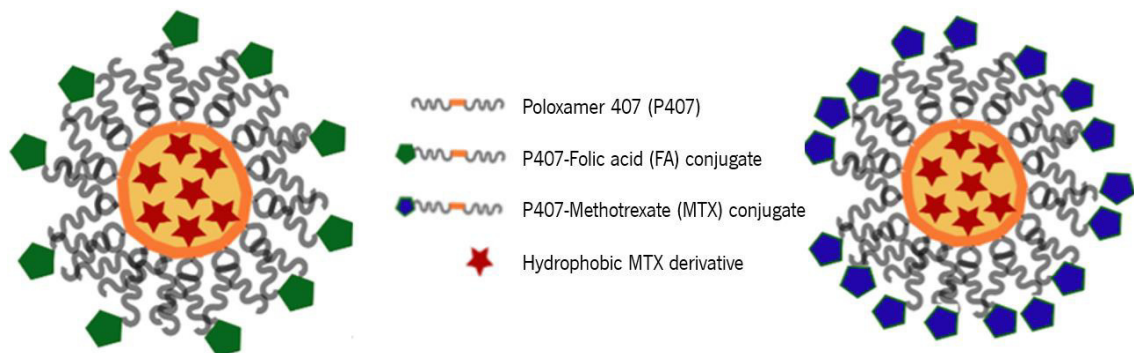 Poloxamer 407 (P407)
P407-Folic acid (FA) conjugate
P407-Methotrexate (MTX) conjugate
Hydrophobic MTX derivative